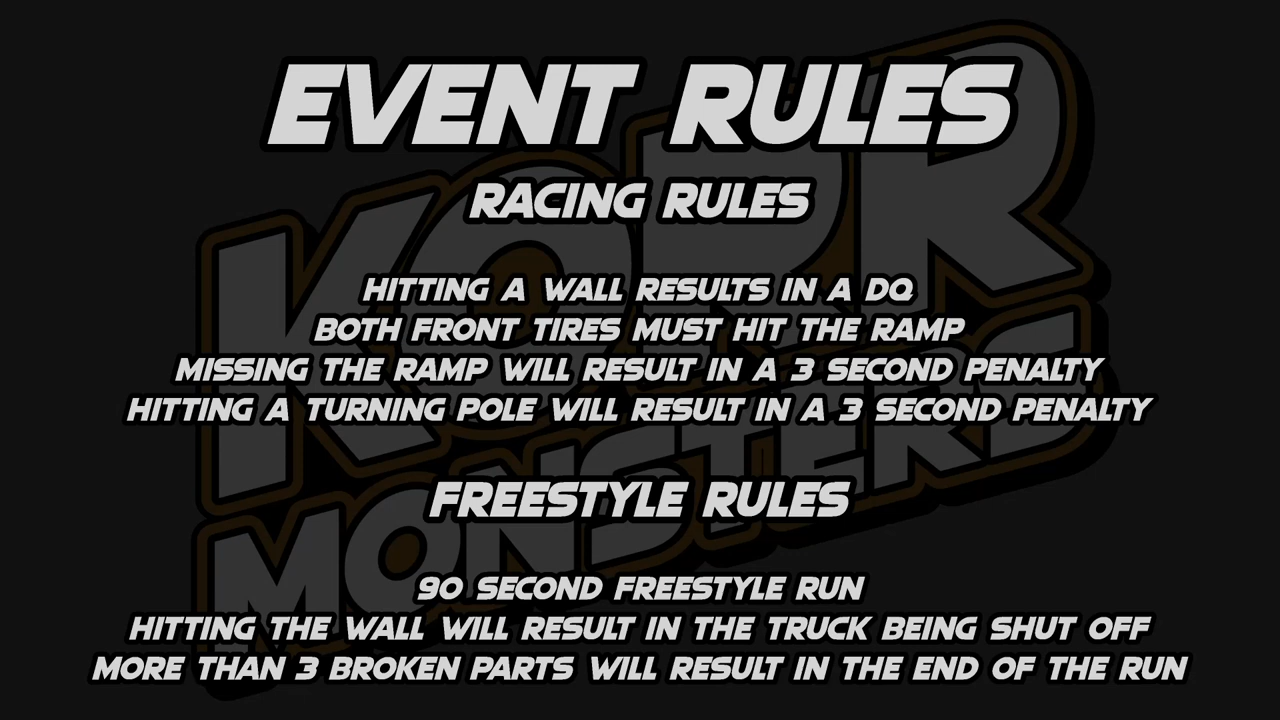 EVENT RULES
RACING RULES
HITTING A WALL RESULTS IN A DQ
BOTH FRONT TIRES MUST HIT THE RAMP
MISSING THE RAMP WILL RESULT IN A 3 SECOND PENALTY
HITTING A TURNING POLE WILL RESULT IN A 3 SECOND PENALTY
FREESTYLE RULES
90 SECOND FREESTYLE RUN
HITTING THE WALL WILL RESULT IN THE TRUCK BEING SHUT OFF
MORE THAN 3 BROKEN PARTS WILL RESULT IN THE END OF THE RUN
MONSTERS